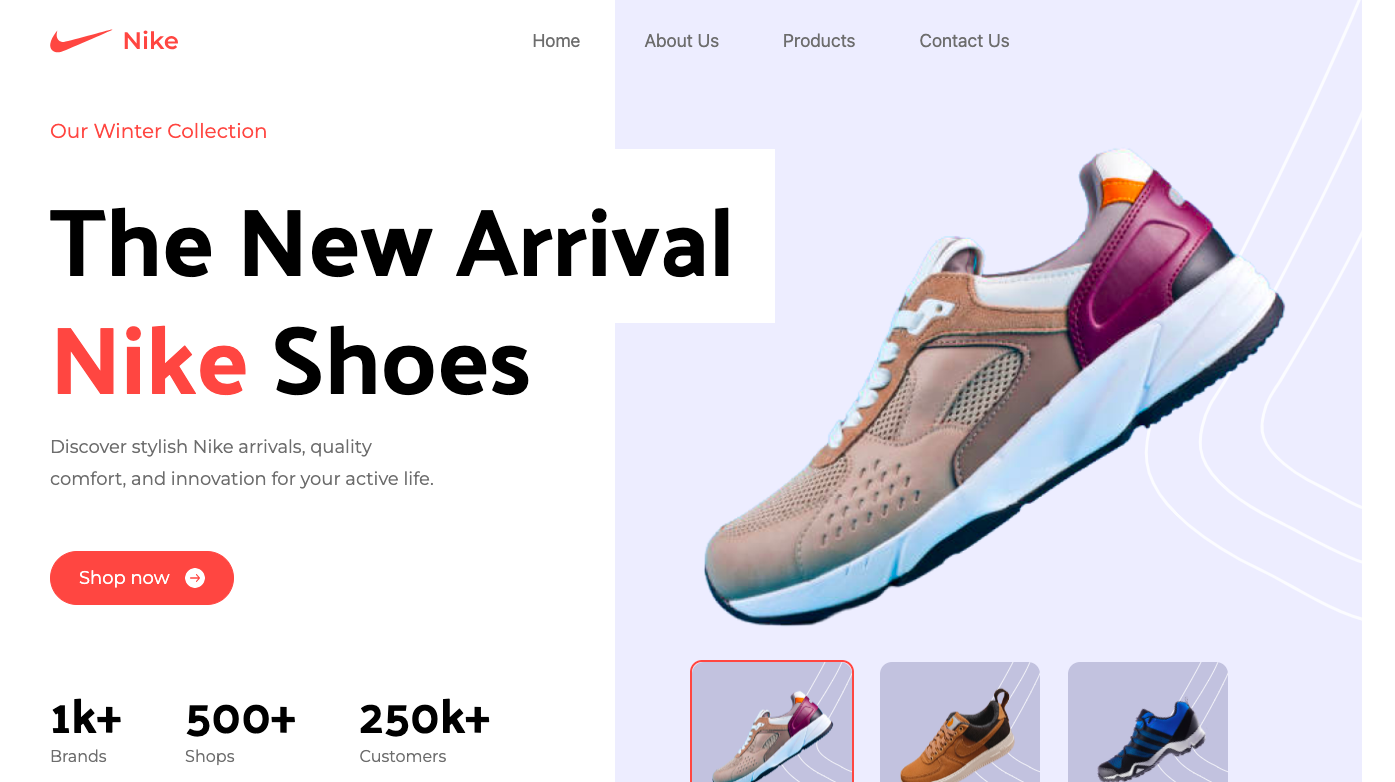 Nike
Home
About Us
Products
Contact Us
Our Winter Collection
The New Arrival
Nike Shoes
Discover stylish Nike arrivals, quality
comfort, and innovation for your active life.
Shop now
1k+
Brands
500+
Shops
250k+
Customers